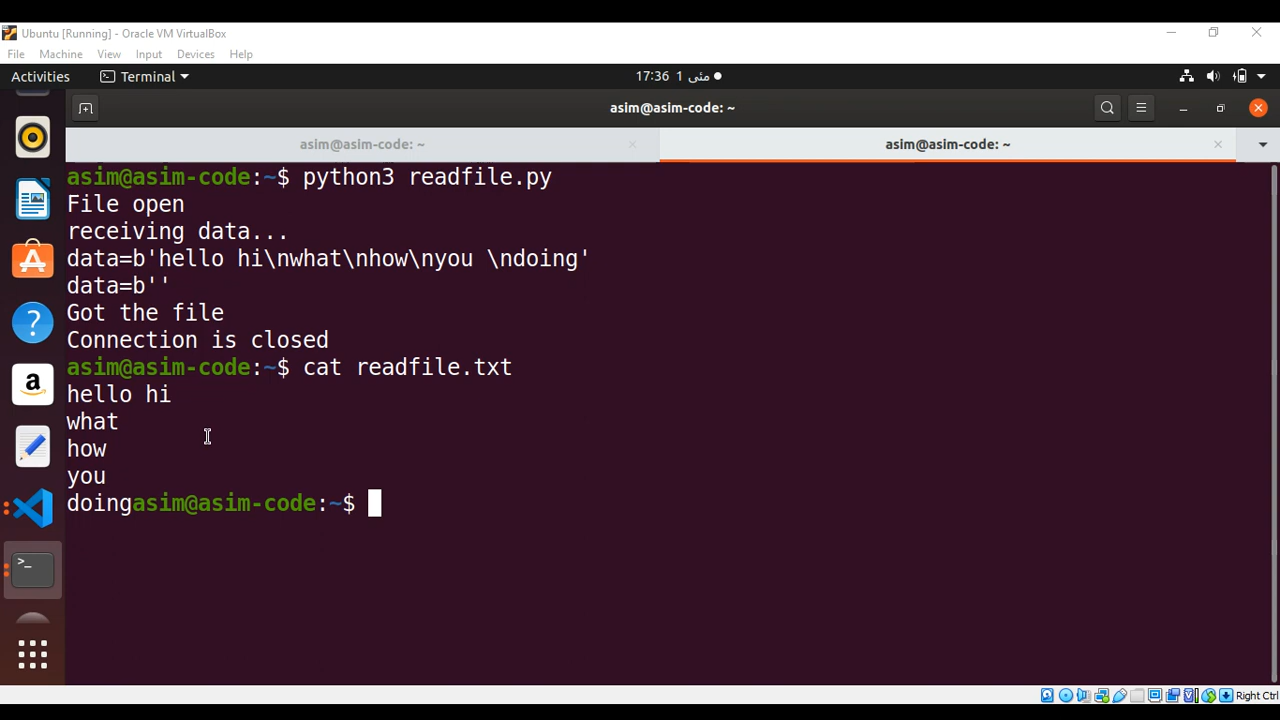 Ubuntu [Running] - Oracle VM VirtualBox
File Machine View Input Devices Help
Activities Terminal 17:36 1 مئی
asim@asim-code: ~
asim@asim-code: ~ asim@asim-code: ~
asim@asim-code:~$ python3 readfile.py
File open
receiving data...
data=b'hello hi\nwhat\nhow\nyou \ndoing'
data=b''
Got the file
Connection is closed
asim@asim-code:~$ cat readfile.txt
hello hi
what
how
you
doingasim@asim-code:~$
Right Ctrl